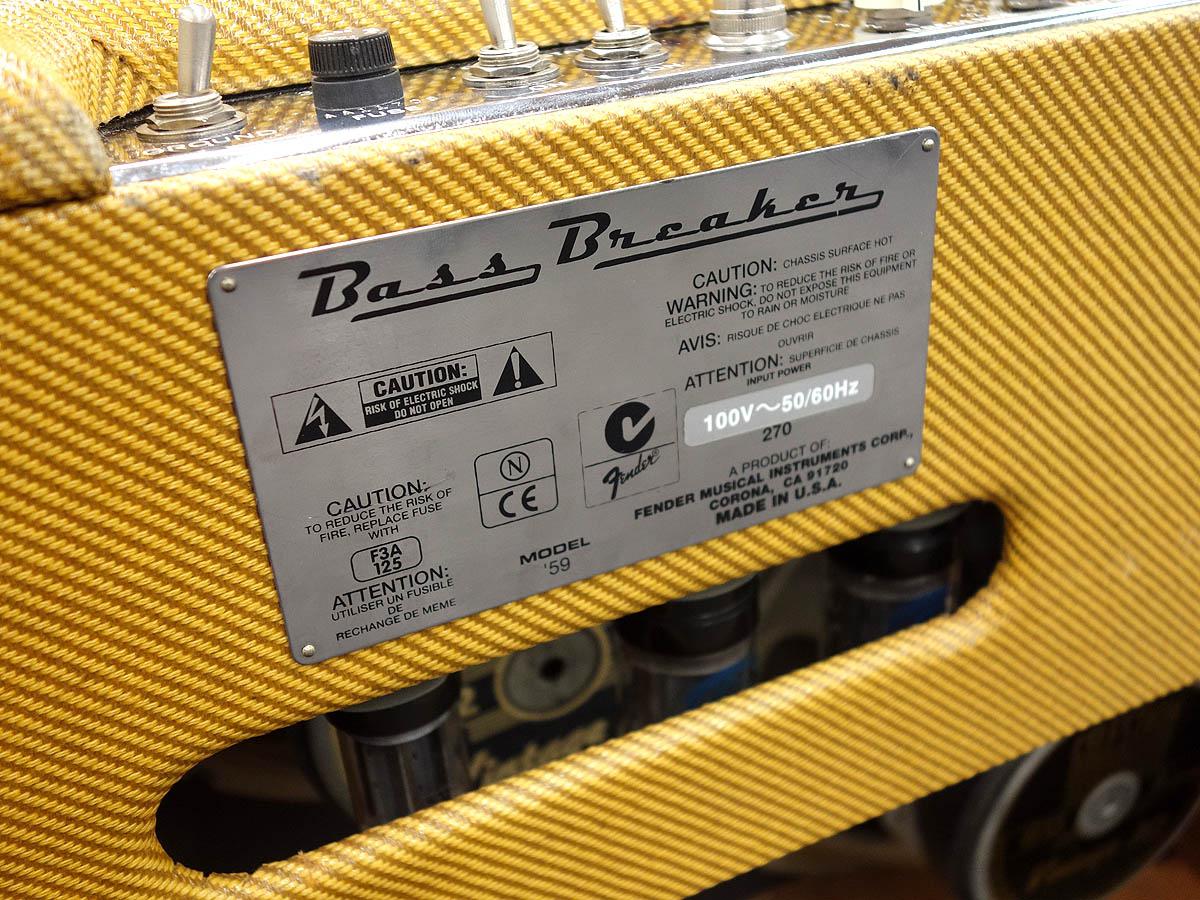 FUSE
Bass Breaker
CAUTION: CHASSIS SURFACE HOT
WARNING: TO REDUCE THE RISK OF FIRE OR
ELECTRIC SHOCK, DO NOT EXPOSE THIS EQUIPMENT
TO RAIN OR MOISTURE
AVIS: RISQUE DE CHOC ELECTRIQUE NE PAS
OUVRIR
ATTENTION: SUPERFICIE DE CHASSIS
INPUT POWER
100V～50/60Hz
270
A PRODUCT OF:
FENDER MUSICAL INSTRUMENTS CORP.,
CORONA, CA 91720
MADE IN U.S.A.
CAUTION:
RISK OF ELECTRIC SHOCK
DO NOT OPEN
N
CE
Fender®
CAUTION:
TO REDUCE THE RISK OF
FIRE, REPLACE FUSE
WITH
F3A
125
ATTENTION:
UTILISER UN FUSIBLE
DE
RECHANGE DE MEME
MODEL
'59
Vintage